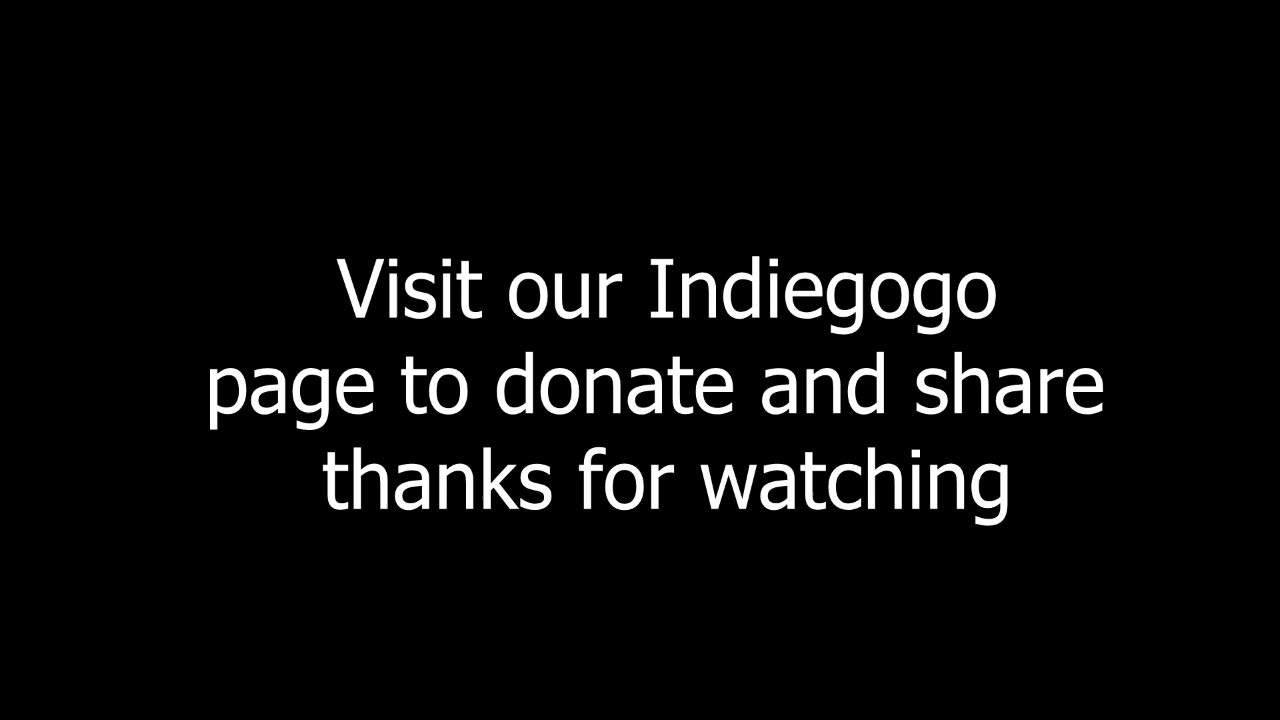 Visit our Indiegogo
page to donate and share
thanks for watching